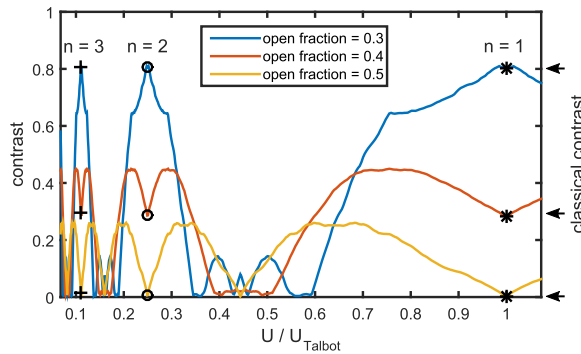 n = 3
n = 2
n = 1
open fraction = 0.3
open fraction = 0.4
open fraction = 0.5
1
0.8
0.6
0.4
0.2
0
contrast
classical contrast
0.1 0.2 0.3 0.4 0.5 0.6 0.7 0.8 0.9 1
U / U_Talbot